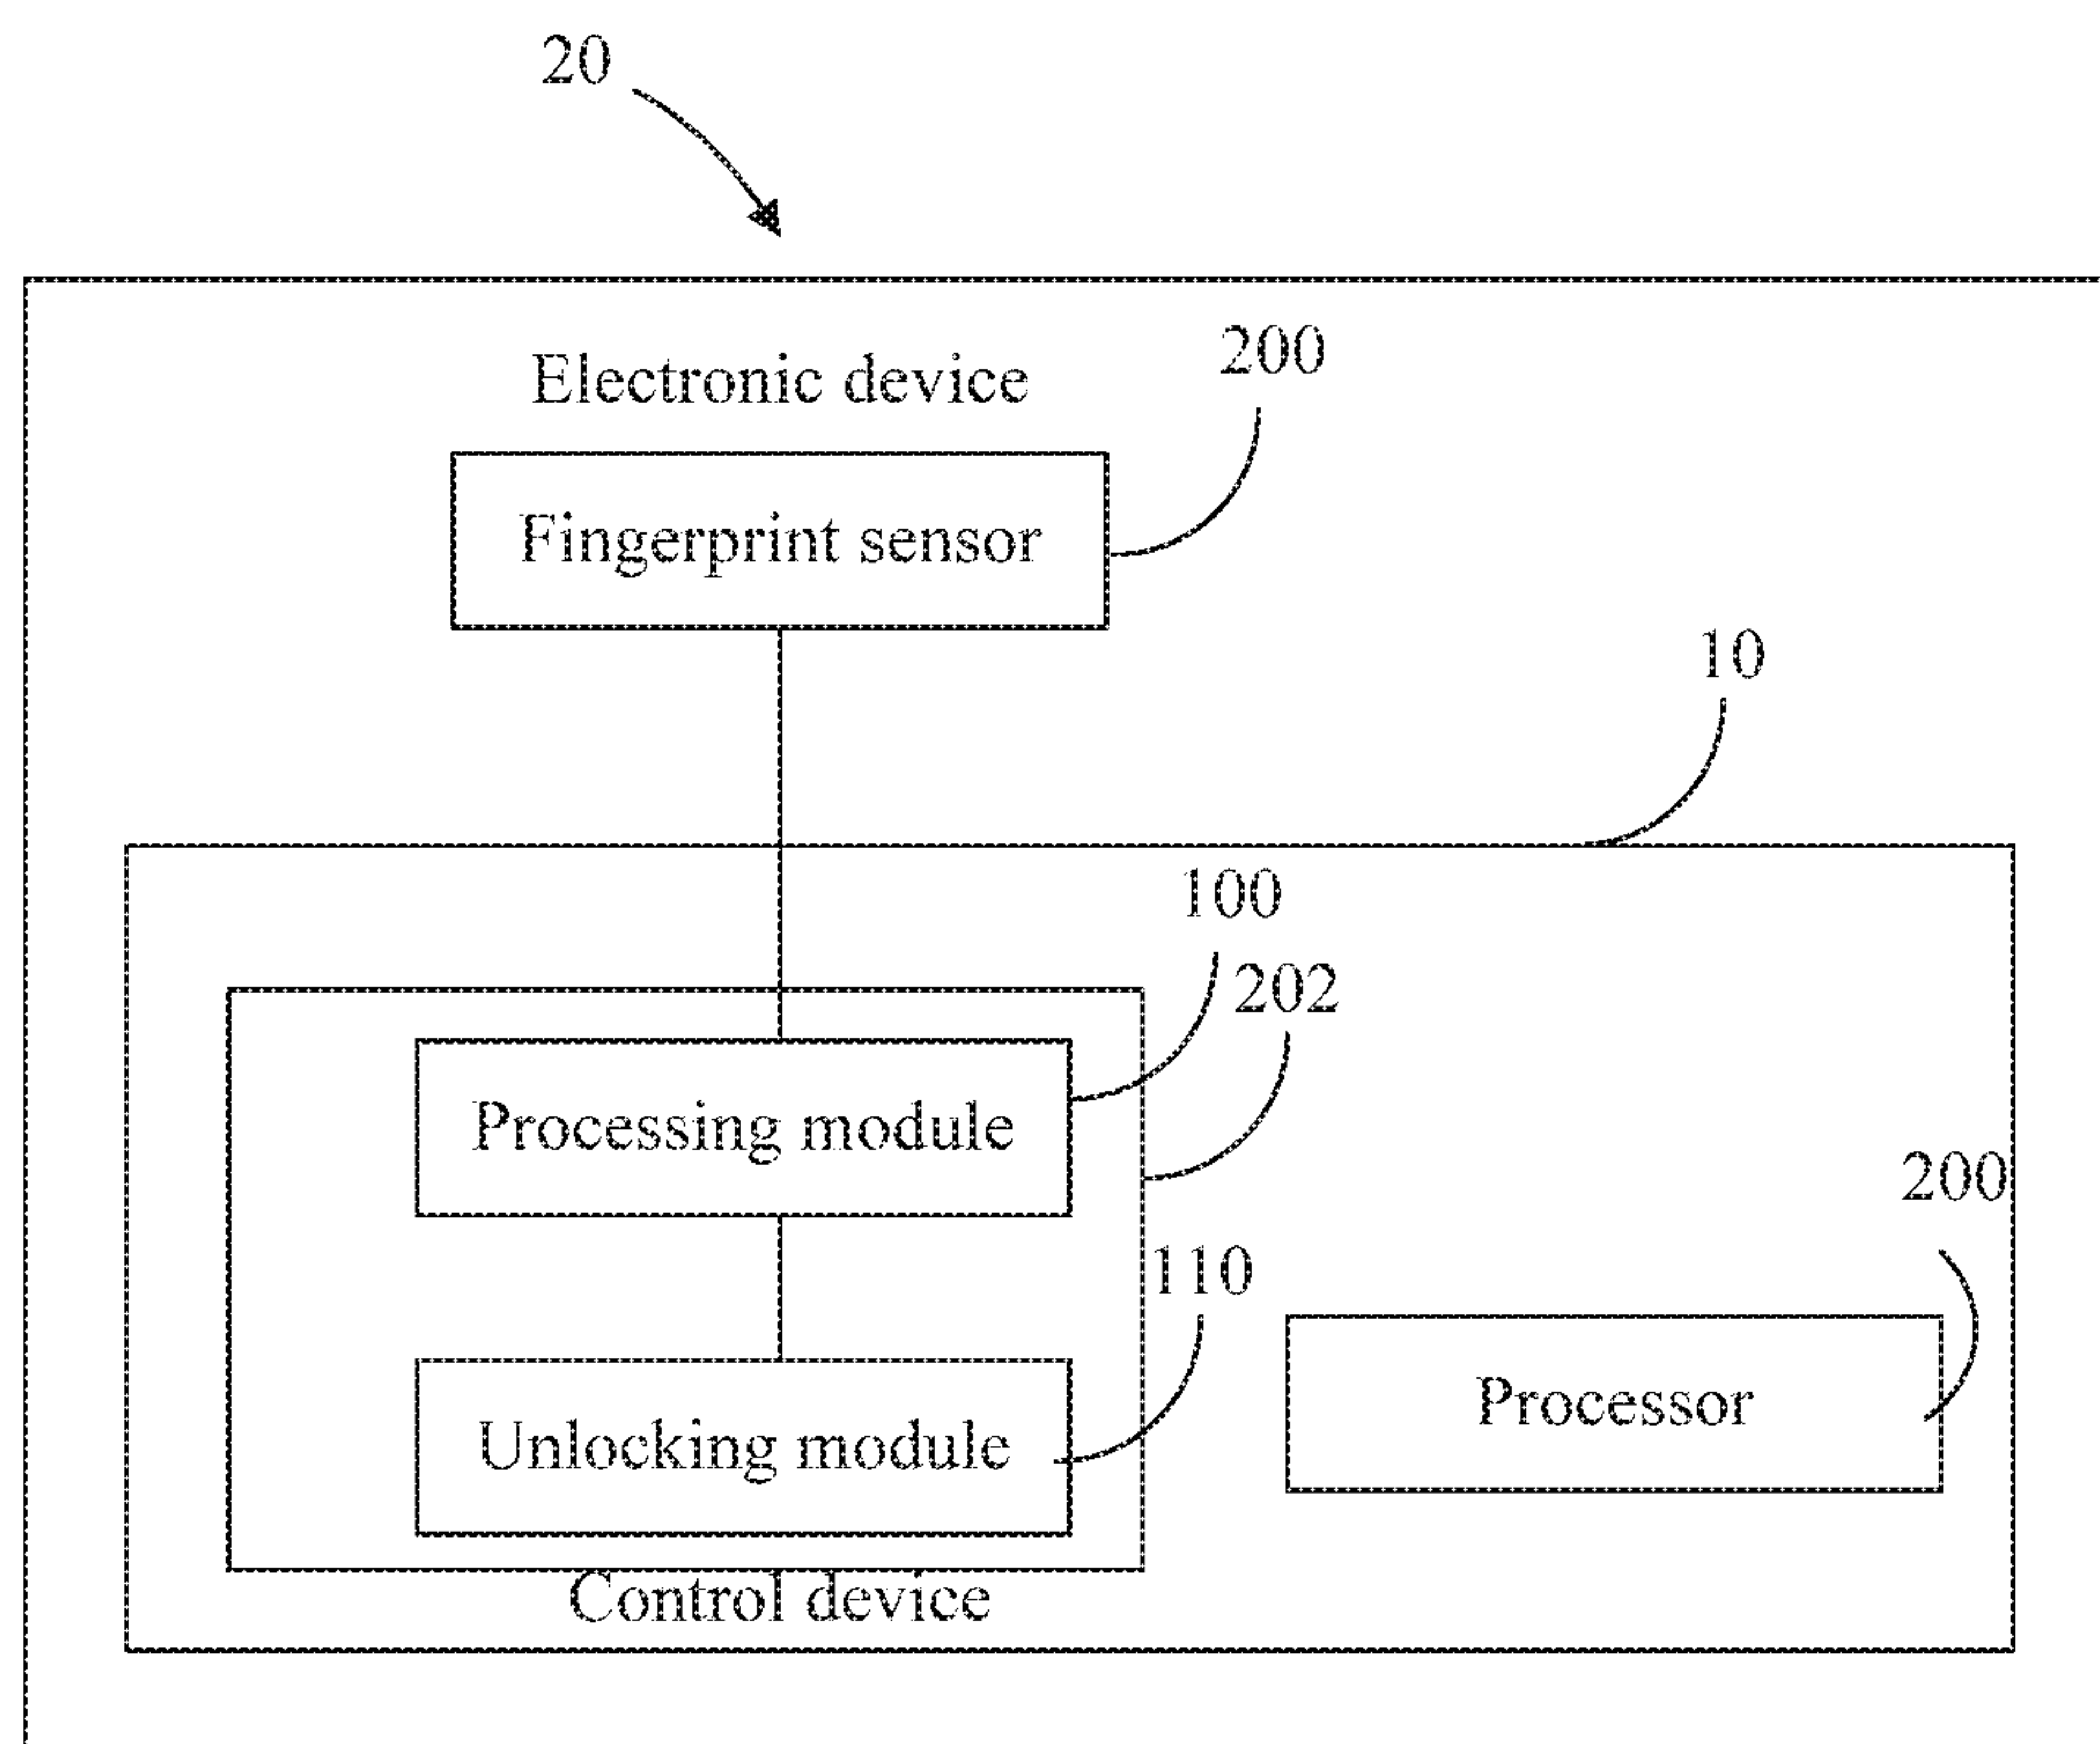 20
Electronic device
200
Fingerprint sensor
10
100
202
Processing module
200
110
Processor
Unlocking module
Control device